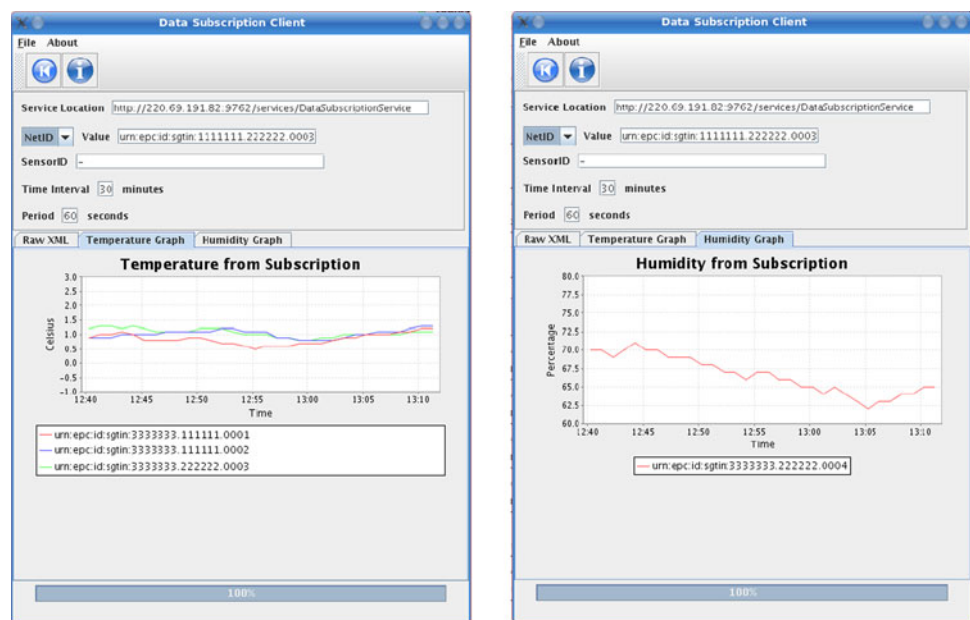 Data Subscription Client
File About
Service Location http://220.69.191.82:9762/services/DataSubscriptionService
NetID Value urn:epc:id:sgtin:1111111.222222.0003
SensorID -
Time Interval 30 minutes
Period 60 seconds
Raw XML Temperature Graph Humidity Graph
Temperature from Subscription
3.0
2.5
2.0
1.5
1.0
0.5
0.0
-0.5
-1.0
Celsius
12:40 12:45 12:50 12:55 13:00 13:05 13:10
Time
urn:epc:id:sgtin:3333333.111111.0001
urn:epc:id:sgtin:3333333.111111.0002
urn:epc:id:sgtin:3333333.222222.0003
100%
Data Subscription Client
File About
Service Location http://220.69.191.82:9762/services/DataSubscriptionService
NetID Value urn:epc:id:sgtin:1111111.222222.0003
SensorID -
Time Interval 30 minutes
Period 60 seconds
Raw XML Temperature Graph Humidity Graph
Humidity from Subscription
80.0
77.5
75.0
72.5
70.0
67.5
65.0
62.5
60.0
Percentage
12:40 12:45 12:50 12:55 13:00 13:05 13:10
Time
urn:epc:id:sgtin:3333333.222222.0004
100%